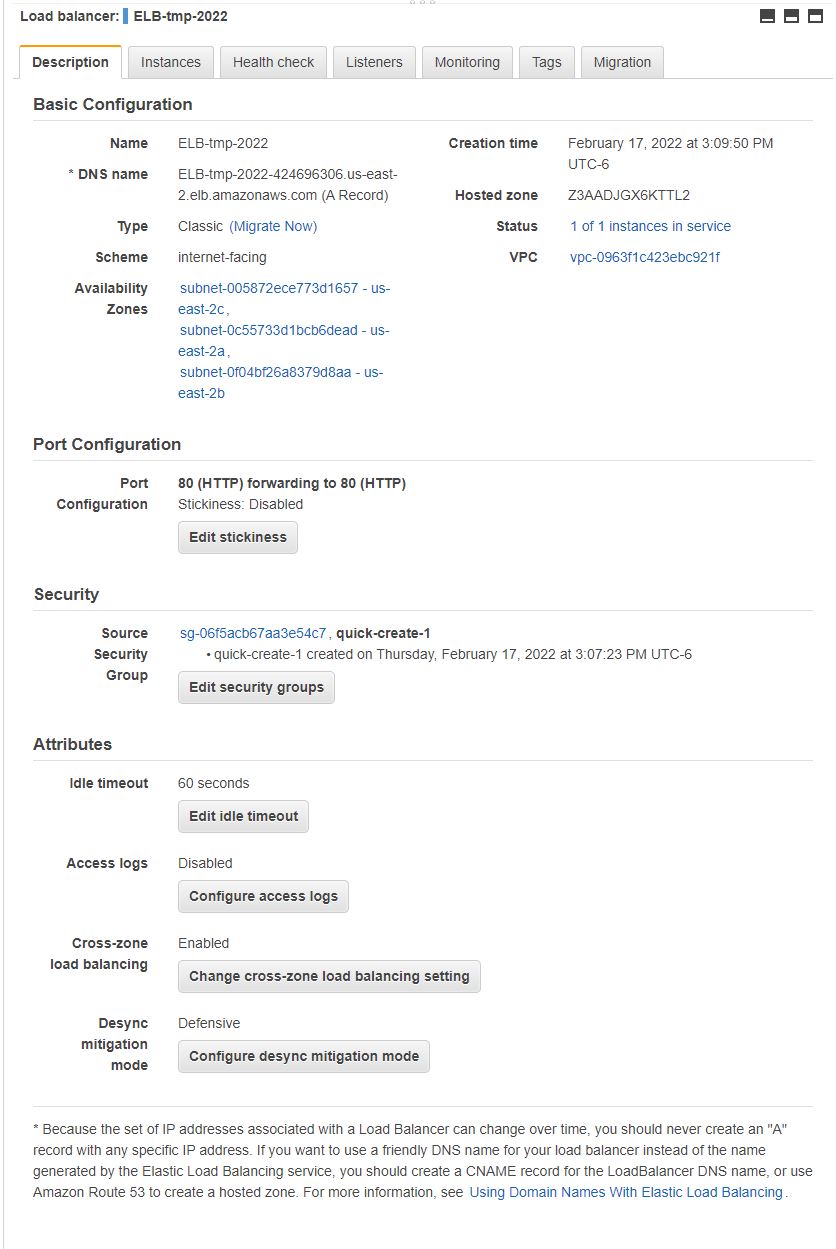 Load balancer: ELB-tmp-2022
Description Instances Health check Listeners Monitoring Tags Migration
Basic Configuration
Name ELB-tmp-2022 Creation time February 17, 2022 at 3:09:50 PM
UTC-6
* DNS name ELB-tmp-2022-424696306.us-east-
2.elb.amazonaws.com (A Record) Hosted zone Z3AADJGX6KTTL2
Type Classic (Migrate Now) Status 1 of 1 instances in service
Scheme internet-facing VPC vpc-0963f1c423ebc921f
Availability subnet-005872ece773d1657 - us-
Zones east-2c,
subnet-0c55733d1bcb6dead - us-
east-2a,
subnet-0f04bf26a8379d8aa - us-
east-2b
Port Configuration
Port 80 (HTTP) forwarding to 80 (HTTP)
Configuration Stickiness: Disabled
Edit stickiness
Security
Source sg-06f5acb67aa3e54c7, quick-create-1
Security • quick-create-1 created on Thursday, February 17, 2022 at 3:07:23 PM UTC-6
Group
Edit security groups
Attributes
Idle timeout 60 seconds
Edit idle timeout
Access logs Disabled
Configure access logs
Cross-zone Enabled
load balancing
Change cross-zone load balancing setting
Desync Defensive
mitigation
mode
Configure desync mitigation mode
* Because the set of IP addresses associated with a Load Balancer can change over time, you should never create an "A"
record with any specific IP address. If you want to use a friendly DNS name for your load balancer instead of the name
generated by the Elastic Load Balancing service, you should create a CNAME record for the LoadBalancer DNS name, or use
Amazon Route 53 to create a hosted zone. For more information, see Using Domain Names With Elastic Load Balancing.